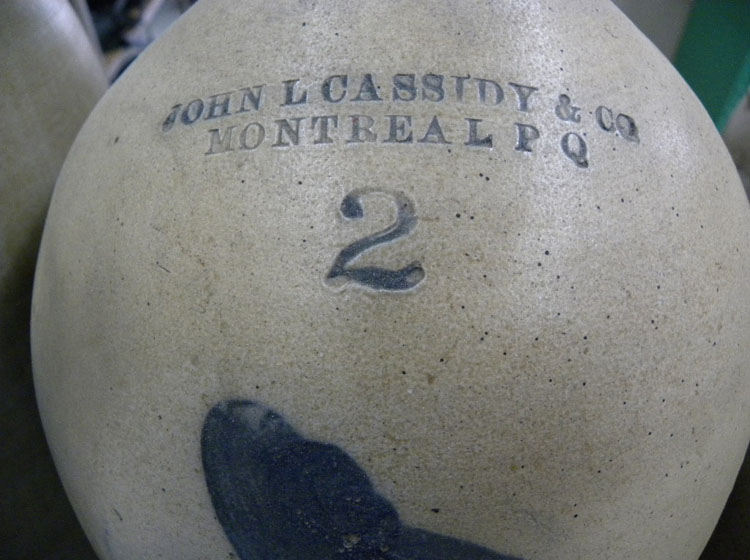 JOHN L CASSIDY & CO
MONTREAL P Q
2